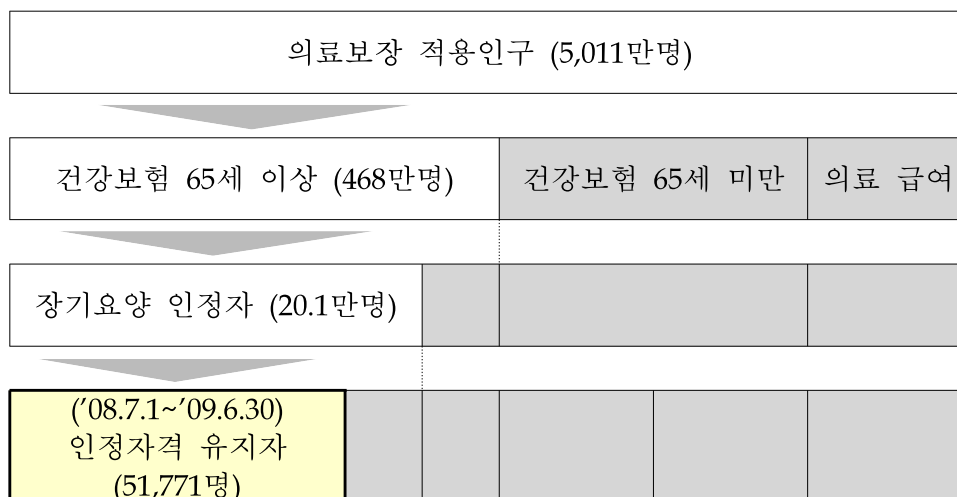 의료보장 적용인구 (5,011만명)
건강보험 65세 이상 (468만명)
건강보험 65세 미만
의료 급여
장기요양 인정자 (20.1만명)
('08.7.1~'09.6.30)
인정자격 유지자
(51,771명)